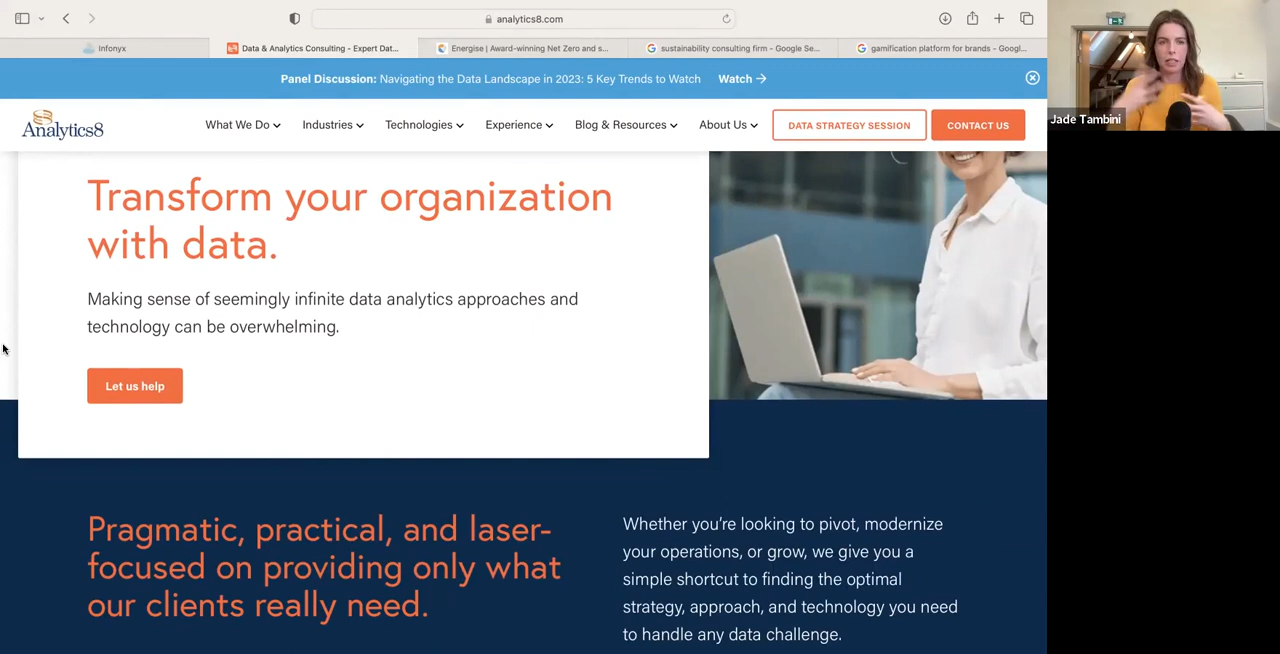 analytics8.com
Infonyx
Data & Analytics Consulting - Expert Dat...
Energise | Award-winning Net Zero and s...
sustainability consulting firm - Google Se...
gamification platform for brands - Googl...
Panel Discussion: Navigating the Data Landscape in 2023: 5 Key Trends to Watch Watch
Analytics8
What We Do Industries Technologies Experience Blog & Resources About Us DATA STRATEGY SESSION CONTACT US
Jade Tambini
Transform your organization
with data.
Making sense of seemingly infinite data analytics approaches and
technology can be overwhelming.
Let us help
Pragmatic, practical, and laser-
focused on providing only what
our clients really need.
Whether you're looking to pivot, modernize
your operations, or grow, we give you a
simple shortcut to finding the optimal
strategy, approach, and technology you need
to handle any data challenge.